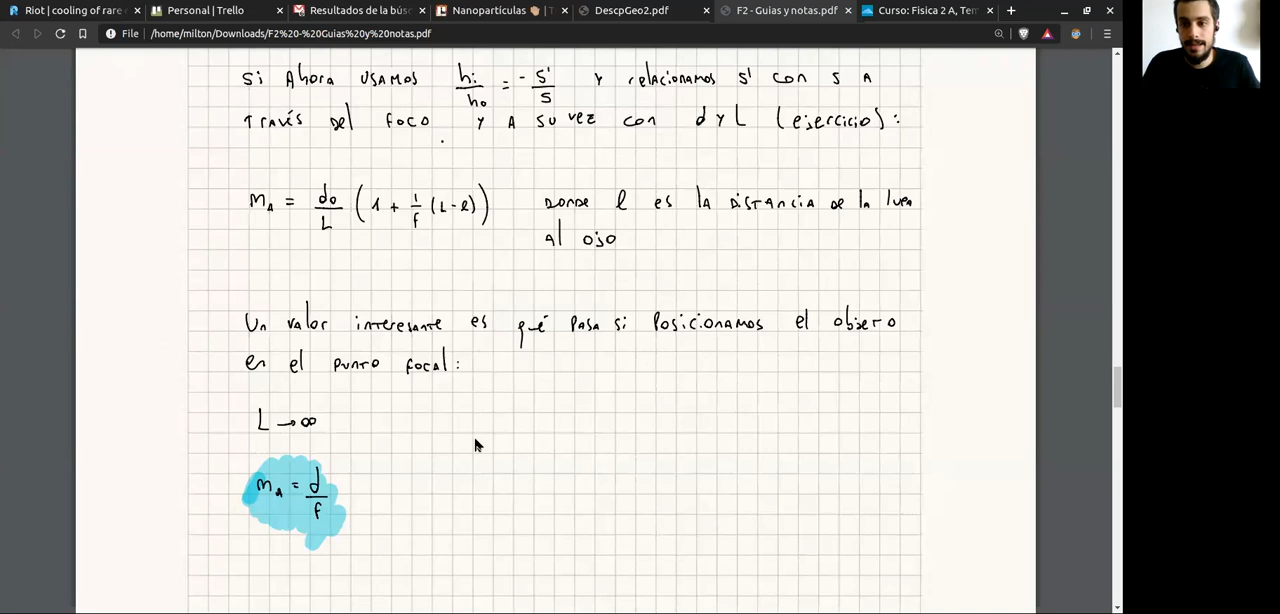 Riot | cooling of rare e
Personal | Trello
Resultados de la bús
Nanopartículas 👋🏼 | T
DescpGeo2.pdf
F2 - Guias y notas.pdf
Curso: Fisica 2 A, Tem
File
/home/milton/Downloads/F2%20-%20Guias%20y%20notas.pdf
Si Ahora usamos hi/ho = - s'/s y relacionamos s' con s A
Través del foco y A su vez con d y L (ejercicio):
MA = do/L (1 + 1/f (L-l)) Donde l es la distancia de la lupa
al ojo
Un valor interesante es qué pasa si posicionamos el objeto
en el punto focal:
L → ∞
MA = d/f